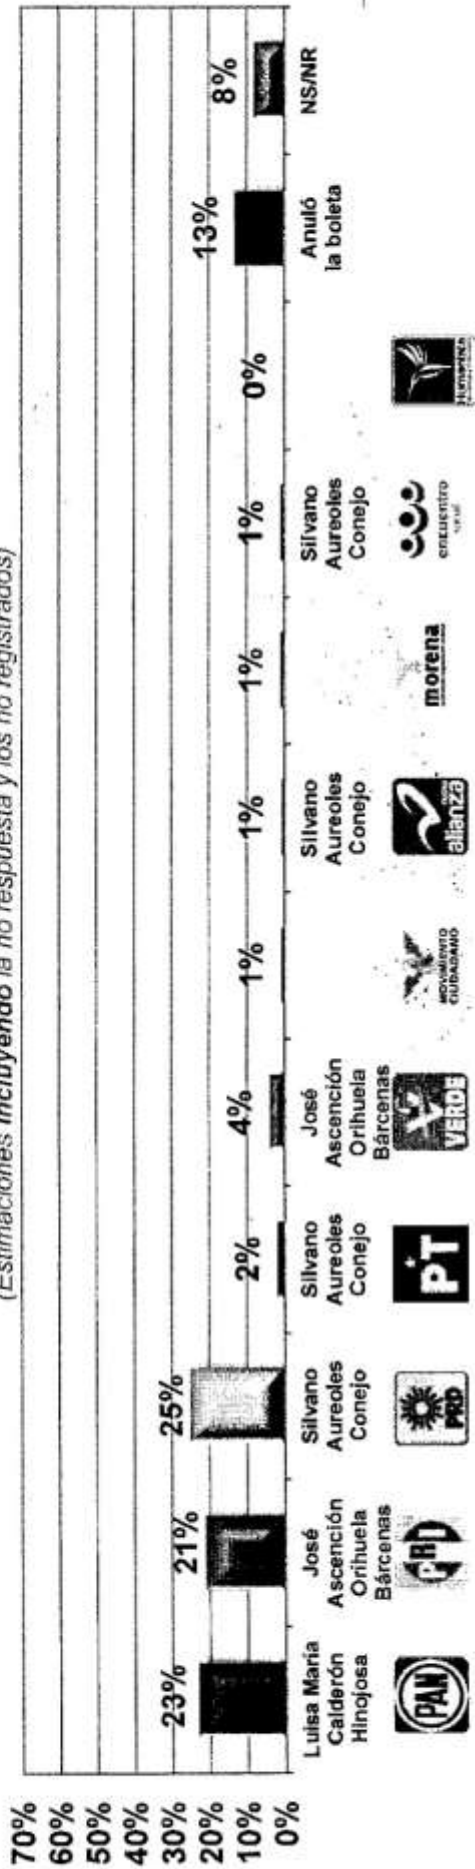 (Estimaciones incluyendo la no respuesta y los no registrados)
70%
60%
50%
40%
30%
20%
10%
0%
23%
21%
25%
2%
4%
1%
1%
1%
1%
0%
13%
8%
Luisa María
Calderón
Hinojosa
José
Ascención
Orihuela
Bárcenas
Silvano
Aureoles
Conejo
Silvano
Aureoles
Conejo
José
Ascención
Orihuela
Bárcenas
Silvano
Aureoles
Conejo
Silvano
Aureoles
Conejo
Anuló
la boleta
NS/NR
PAN
PRI
PRD
PT
VERDE
MOVIMIENTO
CIUDADANO
alianza
morena
encuentro
social
Humanista